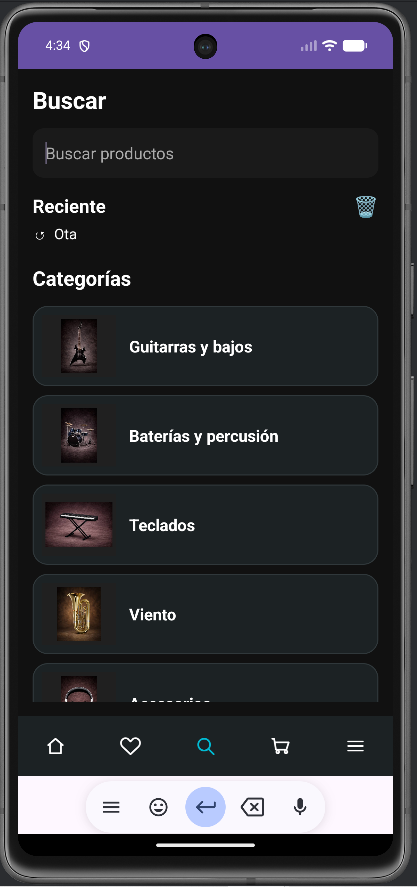 4:34
Buscar
Buscar productos
Reciente
Ota
Categorías
Guitarras y bajos
Baterías y percusión
Teclados
Viento